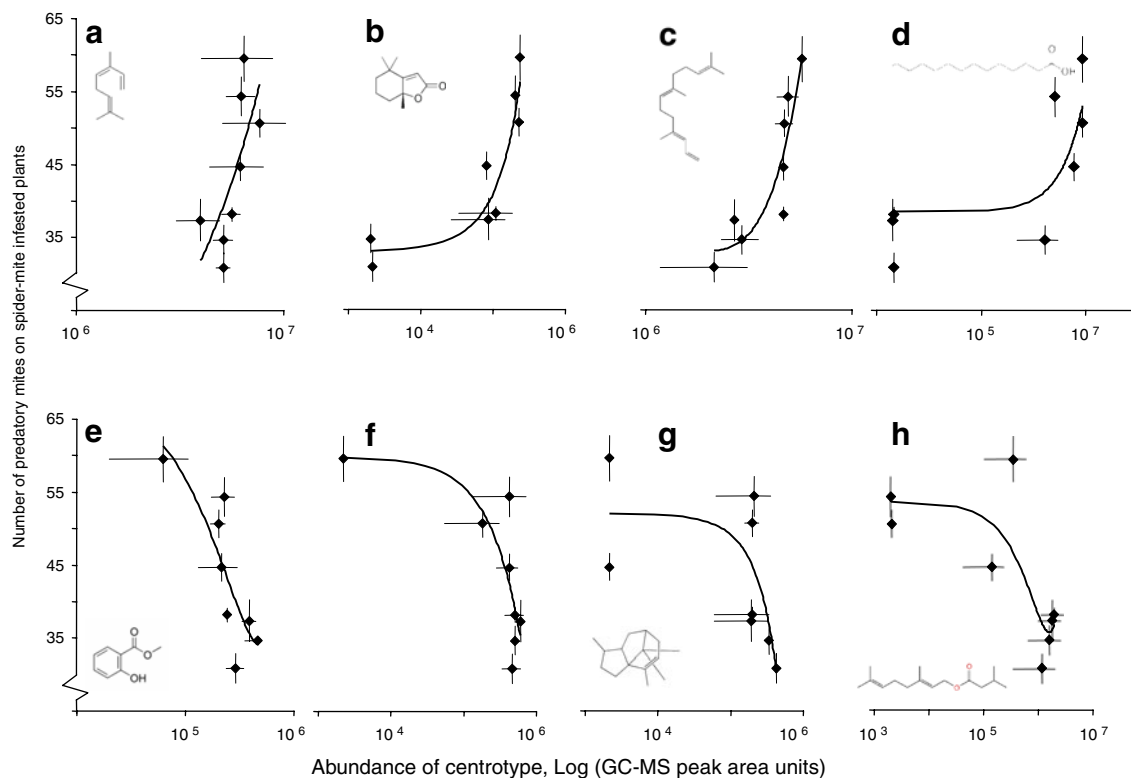 65
55
45
35
a
b
c
d
O
O
O
OH
10^6
10^7
10^4
10^6
10^6
10^7
10^5
10^7
Number of predatory mites on spider-mite infested plants
65
55
45
35
e
f
g
h
O
O
OH
O
O
10^5
10^6
10^4
10^6
10^4
10^6
10^3
10^5
10^7
Abundance of centrotype, Log (GC-MS peak area units)